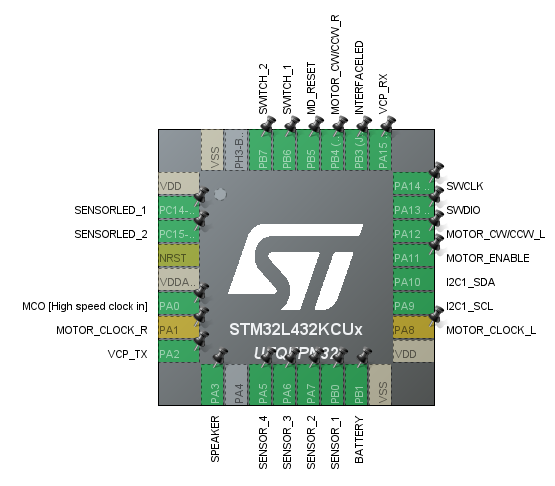 SWITCH_2
SWITCH_1
MD_RESET
MOTOR_CW/CCW_R
INTERFACELED
VCP_RX
VSS
PH3-B..
PB7
PB6
PB5
PB4 (..
PB3 (J..
PA15 ..
VDD
SENSORLED_1 PC14-..
SENSORLED_2 PC15-..
NRST
VDDA..
MCO [High speed clock in] PA0
MOTOR_CLOCK_R PA1
VCP_TX PA2
PA14 .. SWCLK
PA13 .. SWDIO
PA12 MOTOR_CW/CCW_L
PA11 MOTOR_ENABLE
PA10 I2C1_SDA
PA9 I2C1_SCL
PA8 MOTOR_CLOCK_L
VDD
ST
STM32L432KCUx
UFQFPN32
PA3
PA4
PA5
PA6
PA7
PB0
PB1
VSS
SPEAKER
SENSOR_4
SENSOR_3
SENSOR_2
SENSOR_1
BATTERY